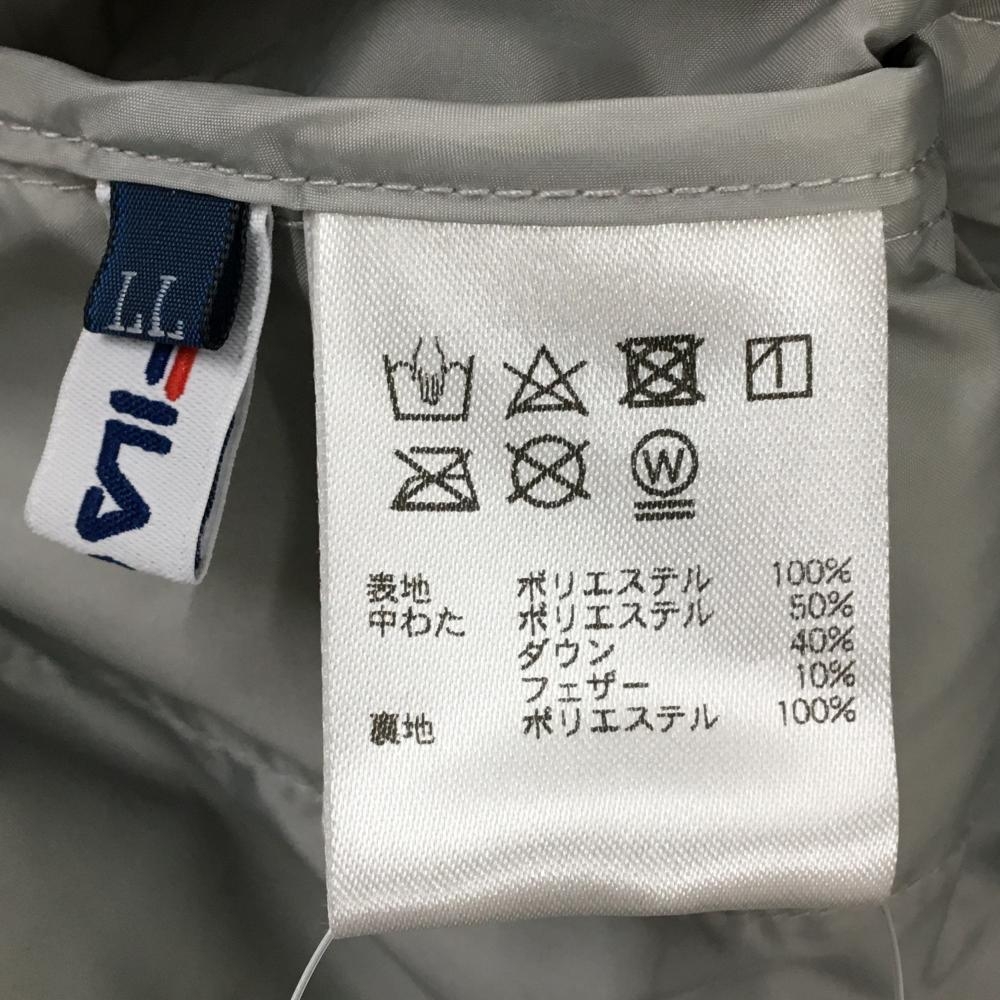 LL
FILA
W
表地 ポリエステル 100%
中わた ポリエステル 50%
ダウン 40%
フェザー 10%
裏地 ポリエステル 100%